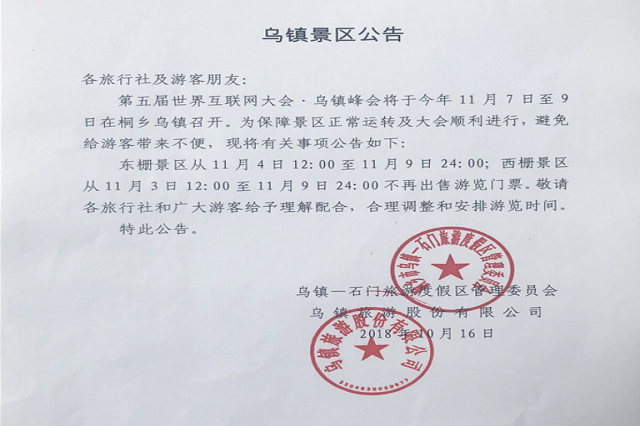 乌镇景区公告
各旅行社及游客朋友：
第五届世界互联网大会·乌镇峰会将于今年 11 月 7 日至 9
日在桐乡乌镇召开。为保障景区正常运转及大会顺利进行，避免
给游客带来不便，现将有关事项公告如下：
东栅景区从 11 月 4 日 12:00 至 11 月 9 日 24:00；西栅景区
从 11 月 3 日 12:00 至 11 月 9 日 24:00 不再出售游览门票。敬请
各旅行社和广大游客给予理解配合，合理调整和安排游览时间。
特此公告。
市乌镇—石门旅游度假区管理委员会
乌镇—石门旅游度假区管理委员会
乌镇旅游股份有限公司
2018 年 10 月 16 日
乌镇旅游股份有限公司